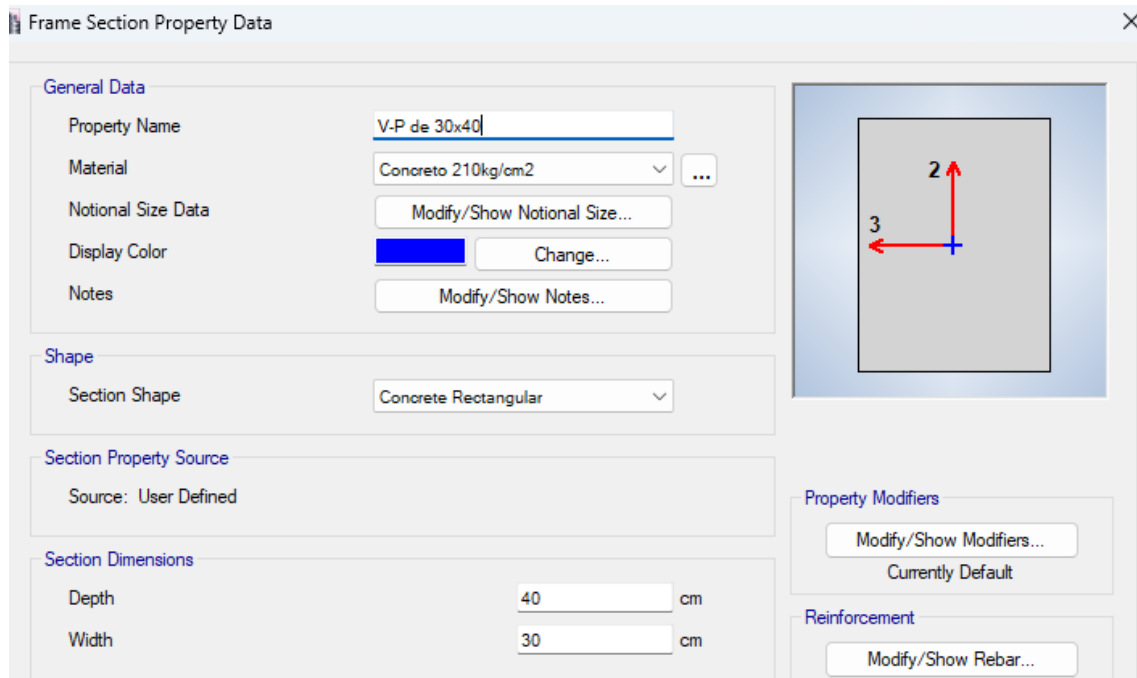 Frame Section Property Data
General Data
Property Name V-P de 30x40
Material Concreto 210kg/cm2 ...
Notional Size Data Modify/Show Notional Size...
Display Color Change...
Notes Modify/Show Notes...
2
3
Shape
Section Shape Concrete Rectangular
Section Property Source
Source: User Defined
Property Modifiers
Modify/Show Modifiers...
Currently Default
Section Dimensions
Depth 40 cm
Width 30 cm
Reinforcement
Modify/Show Rebar...